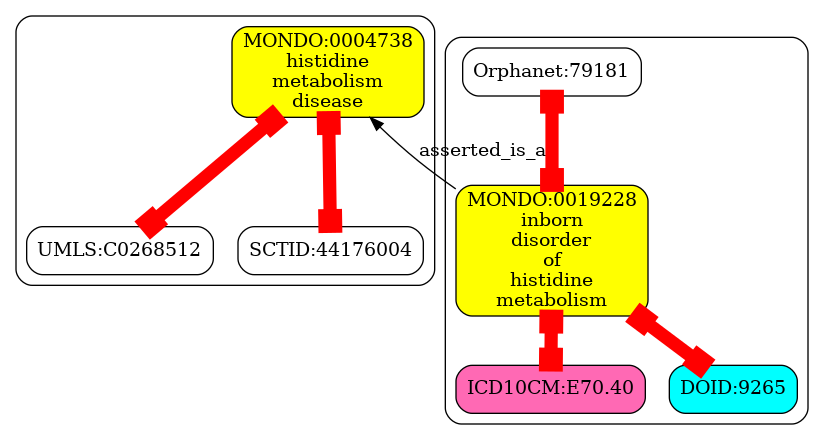 MONDO:0004738
histidine
metabolism
disease
Orphanet:79181
asserted_is_a
MONDO:0019228
inborn
disorder
of
histidine
metabolism
UMLS:C0268512
SCTID:44176004
ICD10CM:E70.40
DOID:9265